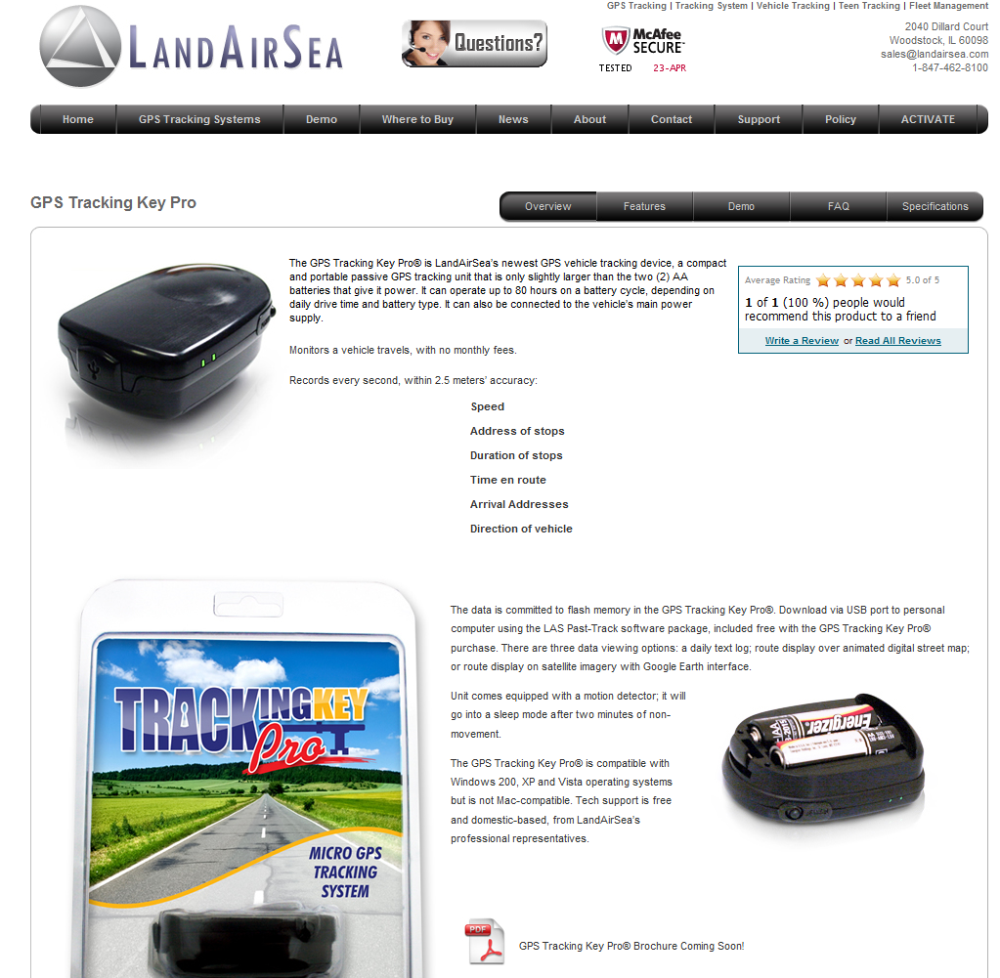 GPS Tracking | Tracking System | Vehicle Tracking | Teen Tracking | Fleet Management
LANDAIRSEA
Questions?
McAfee
SECURE™
TESTED 23-APR
2040 Dillard Court
Woodstock, IL 60098
sales@landairsea.com
1-847-462-8100
Home GPS Tracking Systems Demo Where to Buy News About Contact Support Policy ACTIVATE
GPS Tracking Key Pro
Overview Features Demo FAQ Specifications
The GPS Tracking Key Pro® is LandAirSea's newest GPS vehicle tracking device, a compact
and portable passive GPS tracking unit that is only slightly larger than the two (2) AA
batteries that give it power. It can operate up to 80 hours on a battery cycle, depending on
daily drive time and battery type. It can also be connected to the vehicle's main power
supply.
Average Rating 5.0 of 5
1 of 1 (100 %) people would
recommend this product to a friend
Write a Review or Read All Reviews
Monitors a vehicle travels, with no monthly fees.
Records every second, within 2.5 meters' accuracy:
Speed
Address of stops
Duration of stops
Time en route
Arrival Addresses
Direction of vehicle
TRACKINGKEY
Pro
MICRO GPS
TRACKING
SYSTEM
The data is committed to flash memory in the GPS Tracking Key Pro®. Download via USB port to personal
computer using the LAS Past-Track software package, included free with the GPS Tracking Key Pro®
purchase. There are three data viewing options: a daily text log; route display over animated digital street map;
or route display on satellite imagery with Google Earth interface.
Unit comes equipped with a motion detector; it will
go into a sleep mode after two minutes of non-
movement.
The GPS Tracking Key Pro® is compatible with
Windows 200, XP and Vista operating systems
but is not Mac-compatible. Tech support is free
and domestic-based, from LandAirSea's
professional representatives.
Energizer
AA
PDF
GPS Tracking Key Pro® Brochure Coming Soon!